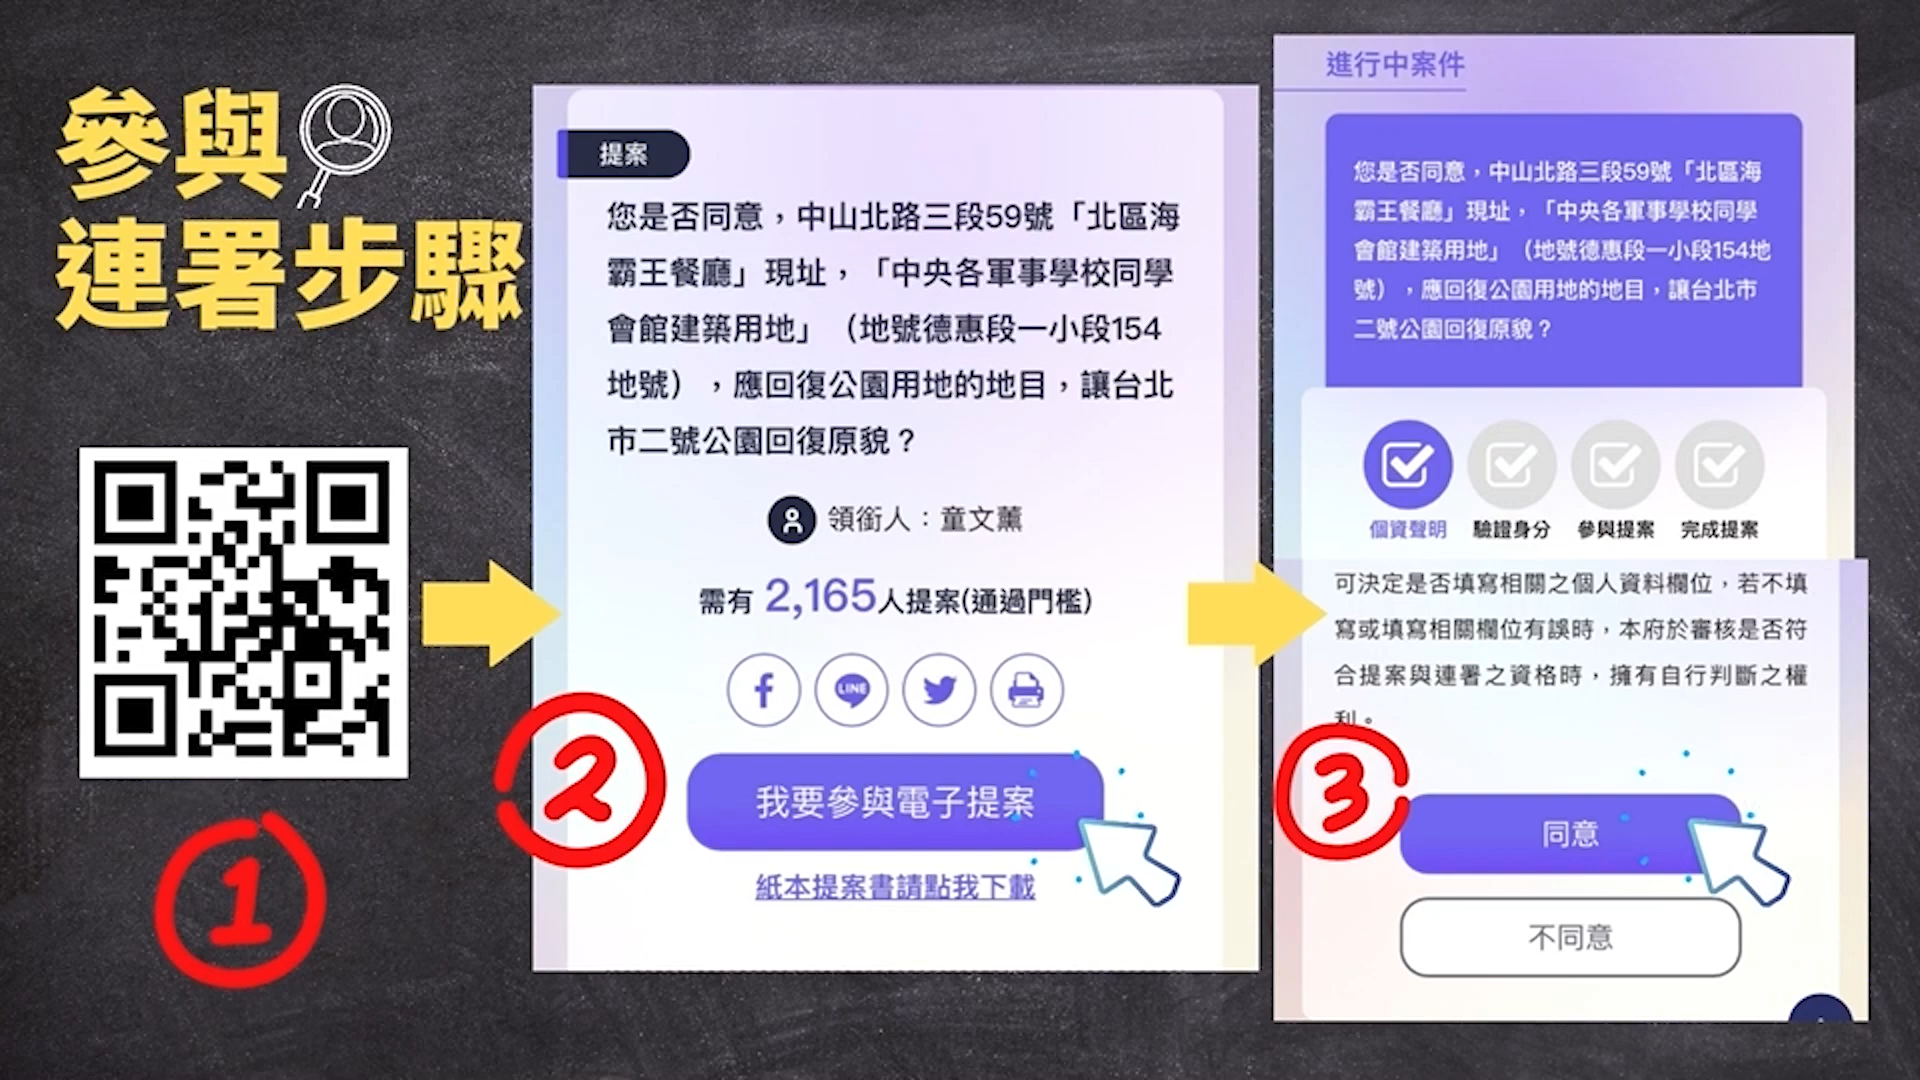 參與
連署步驟
1
提案
您是否同意，中山北路三段59號「北區海
霸王餐廳」現址，「中央各軍事學校同學
會館建築用地」（地號德惠段一小段154
地號），應回復公園用地的地目，讓台北
市二號公園回復原貌？
領銜人：童文薰
需有 2,165人提案(通過門檻)
LINE
2
我要參與電子提案
紙本提案書請點我下載
進行中案件
您是否同意，中山北路三段59號「北區海
霸王餐廳」現址，「中央各軍事學校同學
會館建築用地」（地號德惠段一小段154地
號），應回復公園用地的地目，讓台北市
二號公園回復原貌？
個資聲明 驗證身分 參與提案 完成提案
可決定是否填寫相關之個人資料欄位，若不填
寫或填寫相關欄位有誤時，本府於審核是否符
合提案與連署之資格時，擁有自行判斷之權
利。
3
同意
不同意